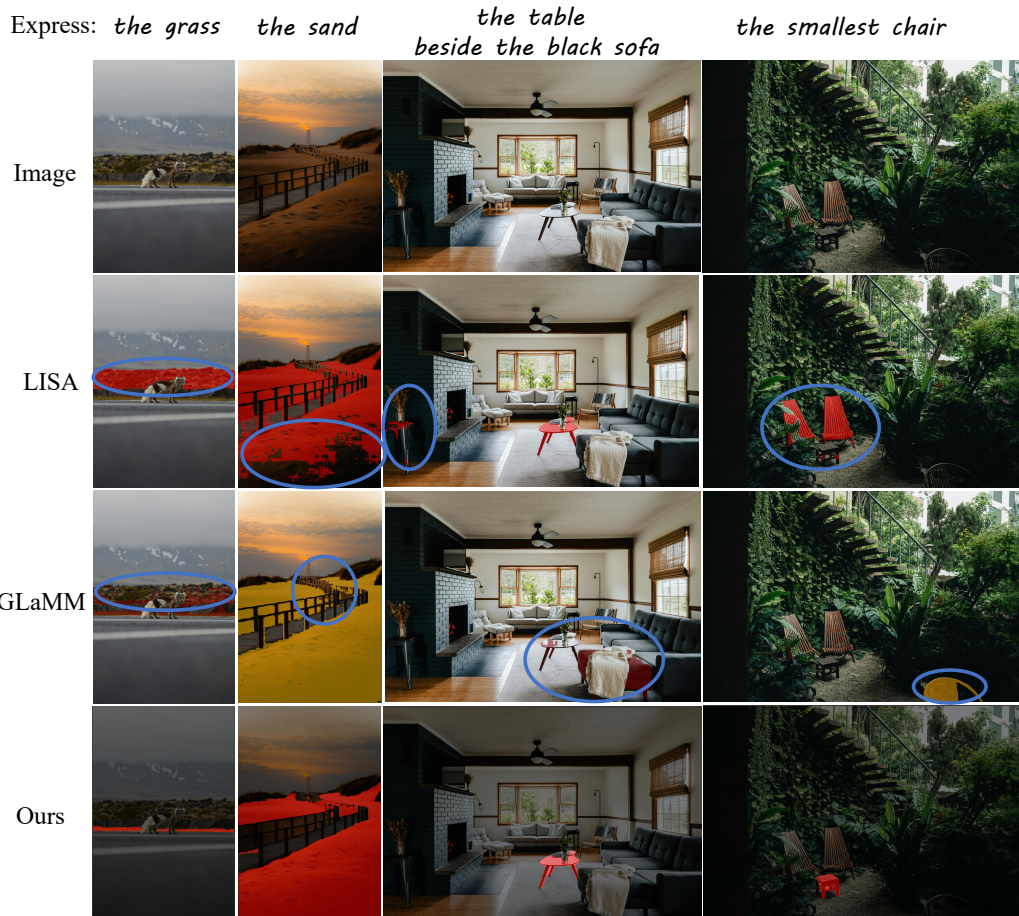 Express: the grass the sand the table
beside the black sofa the smallest chair
Image
LISA
GLaMM
Ours